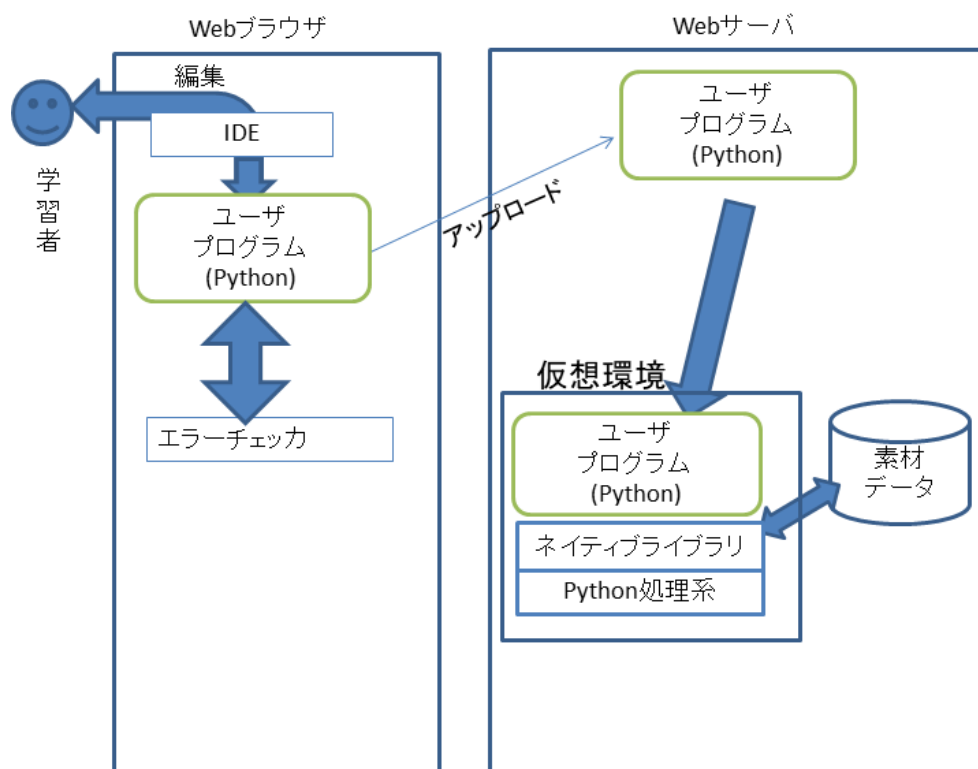 Webブラウザ
編集
IDE
学
習
者
ユーザ
プログラム
(Python)
エラーチェッカ
アップロード
Webサーバ
ユーザ
プログラム
(Python)
仮想環境
ユーザ
プログラム
(Python)
ネイティブライブラリ
Python処理系
素材
データ